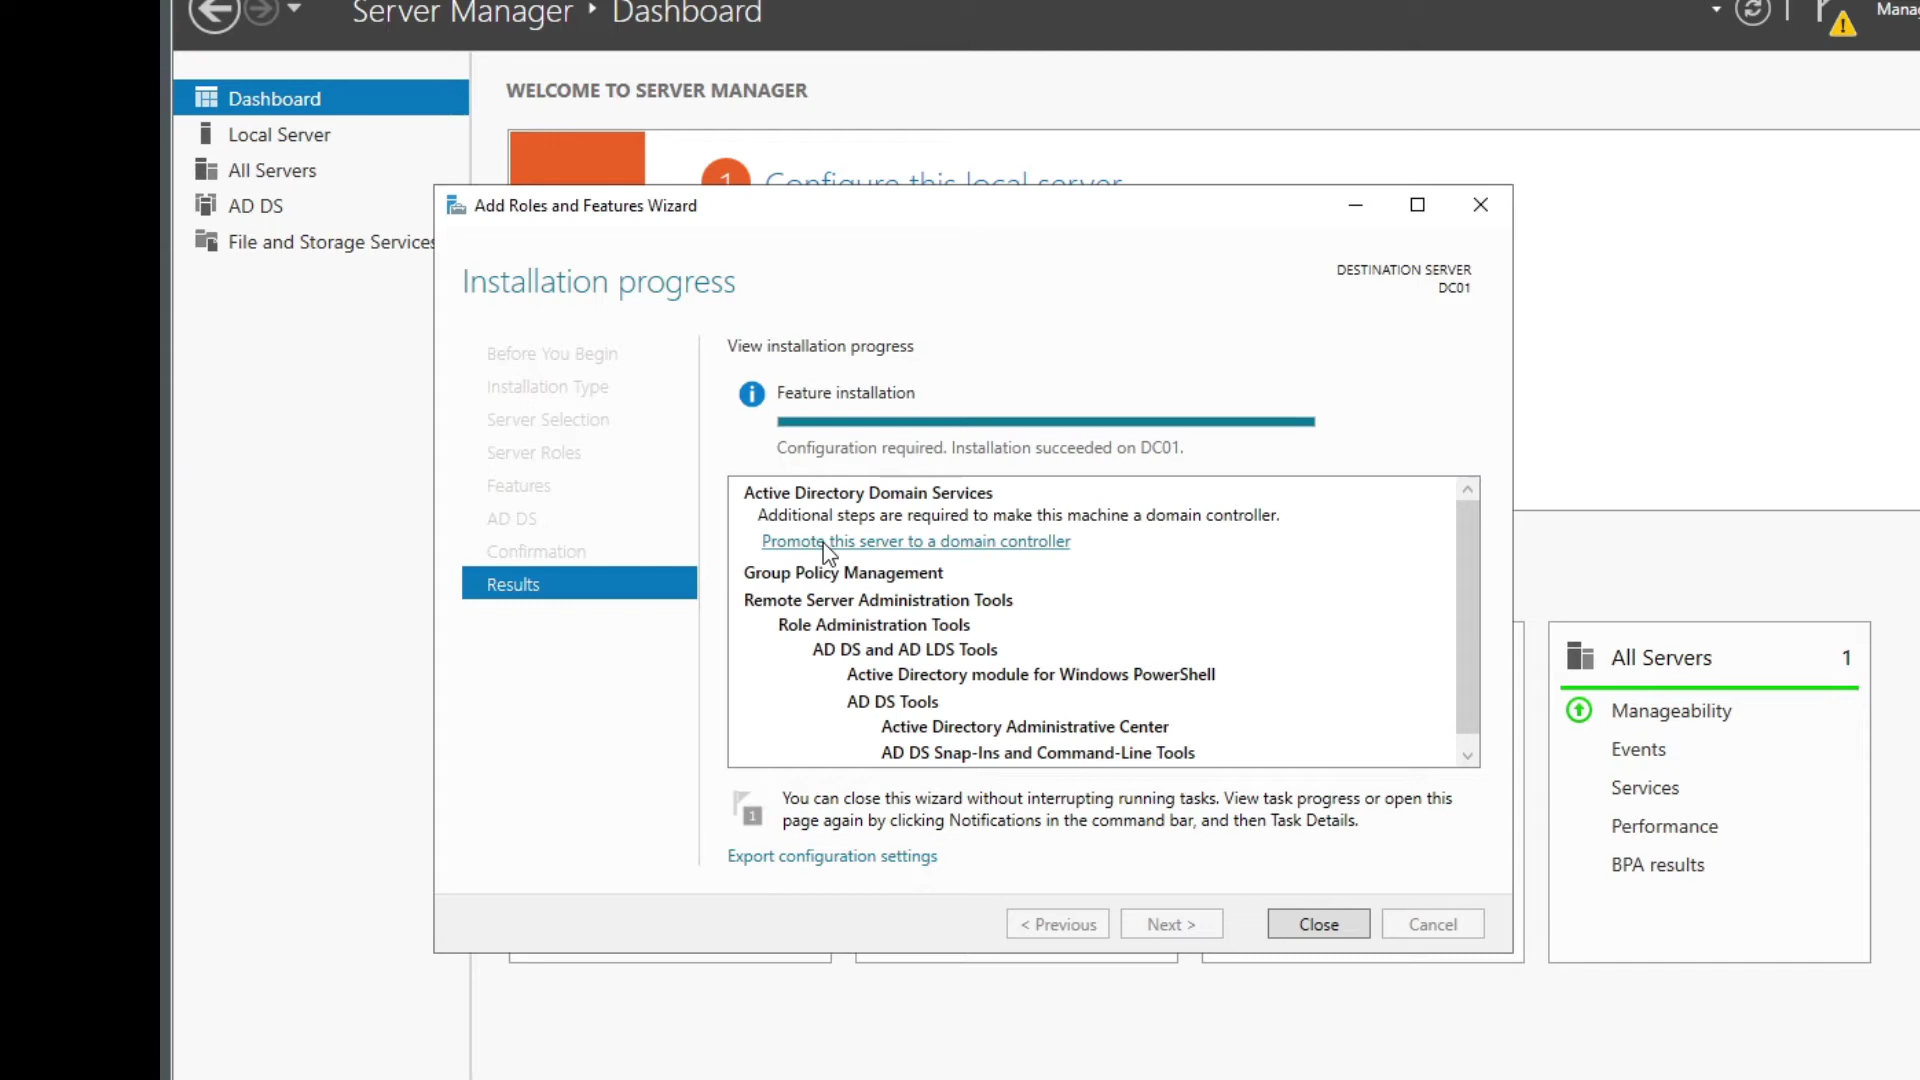 Server Manager ‣ Dashboard
Manag
Dashboard
Local Server
All Servers
AD DS
File and Storage Services
WELCOME TO SERVER MANAGER
1 Configure this local server
Add Roles and Features Wizard
Installation progress
DESTINATION SERVER
DC01
Before You Begin
Installation Type
Server Selection
Server Roles
Features
AD DS
Confirmation
Results
View installation progress
Feature installation
Configuration required. Installation succeeded on DC01.
Active Directory Domain Services
Additional steps are required to make this machine a domain controller.
Promote this server to a domain controller
Group Policy Management
Remote Server Administration Tools
Role Administration Tools
AD DS and AD LDS Tools
Active Directory module for Windows PowerShell
AD DS Tools
Active Directory Administrative Center
AD DS Snap-Ins and Command-Line Tools
1
You can close this wizard without interrupting running tasks. View task progress or open this
page again by clicking Notifications in the command bar, and then Task Details.
Export configuration settings
< Previous
Next >
Close
Cancel
All Servers 1
Manageability
Events
Services
Performance
BPA results